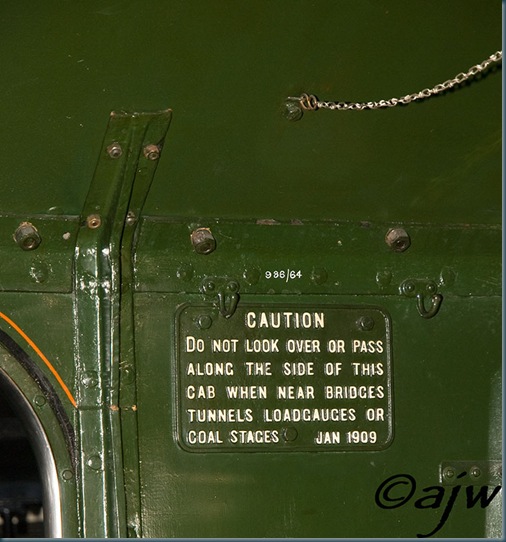 936/64
CAUTION
DO NOT LOOK OVER OR PASS
ALONG THE SIDE OF THIS
CAB WHEN NEAR BRIDGES
TUNNELS LOADGAUGES OR
COAL STAGES JAN 1909
©ajw